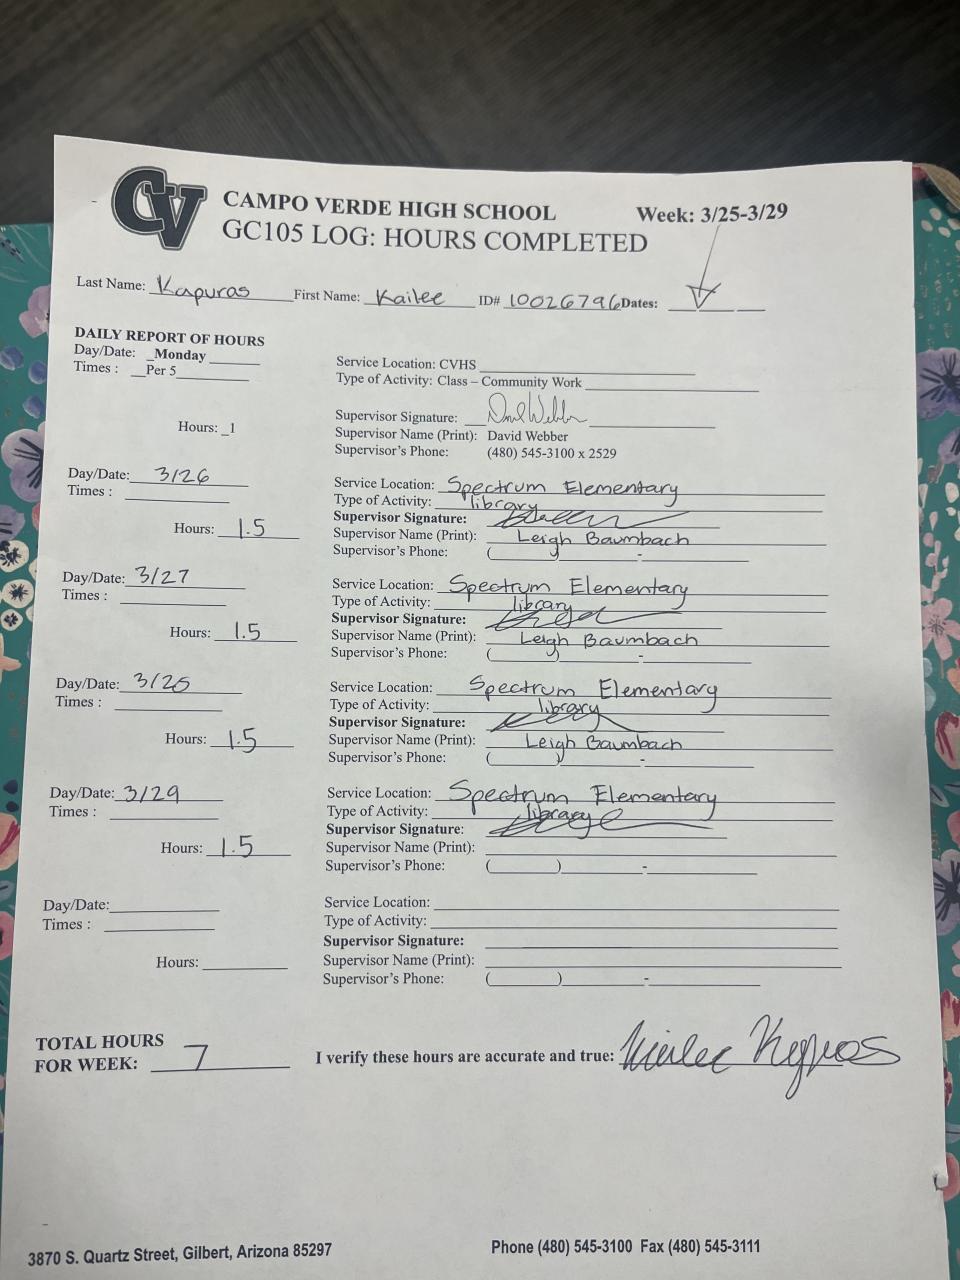 CV
CAMPO VERDE HIGH SCHOOL Week: 3/25-3/29
GC105 LOG: HOURS COMPLETED
Last Name: Kapuras First Name: Kailee ID# 10026796 Dates:
DAILY REPORT OF HOURS
Day/Date: Monday
Times : Per 5
Hours: 1
Service Location: CVHS
Type of Activity: Class – Community Work
Supervisor Signature: David Webber
Supervisor Name (Print): David Webber
Supervisor's Phone: (480) 545-3100 x 2529
Day/Date: 3/26
Times :
Hours: 1.5
Service Location: Spectrum Elementary
Type of Activity: library
Supervisor Signature:
Supervisor Name (Print): Leigh Baumbach
Supervisor's Phone: ( ) -
Day/Date: 3/27
Times :
Hours: 1.5
Service Location: Spectrum Elementary
Type of Activity: library
Supervisor Signature:
Supervisor Name (Print): Leigh Baumbach
Supervisor's Phone: ( ) -
Day/Date:
Times :
Hours: 1.5
Service Location: Spectrum Elementary
Type of Activity: library
Supervisor Signature:
Supervisor Name (Print): Leigh Baumbach
Supervisor's Phone: ( ) -
Day/Date: 3/29
Times :
Hours: 1.5
Service Location: Spectrum Elementary
Type of Activity: library
Supervisor Signature:
Supervisor Name (Print):
Supervisor's Phone: ( ) -
Day/Date:
Times :
Hours:
Service Location:
Type of Activity:
Supervisor Signature:
Supervisor Name (Print):
Supervisor's Phone: ( ) -
TOTAL HOURS
FOR WEEK: 7 I verify these hours are accurate and true: Kailee Kapuras
3870 S. Quartz Street, Gilbert, Arizona 85297 Phone (480) 545-3100 Fax (480) 545-3111